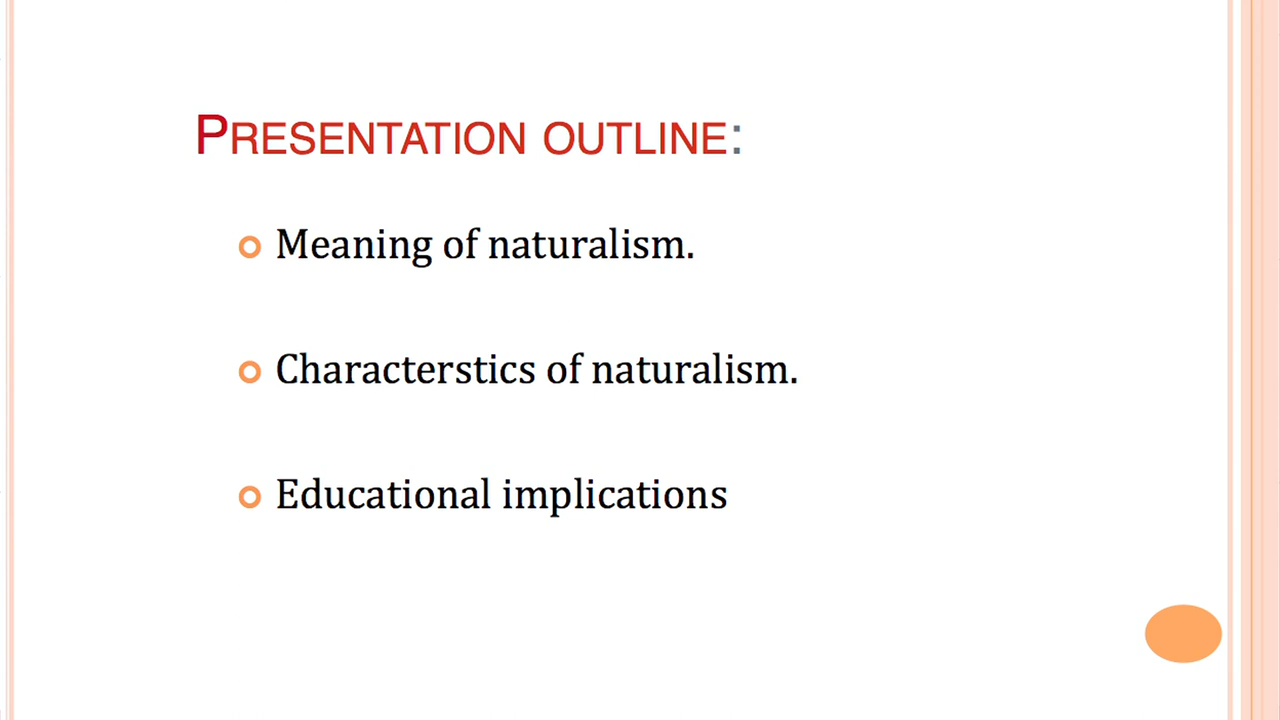 PRESENTATION OUTLINE:
Meaning of naturalism.
Characterstics of naturalism.
Educational implications